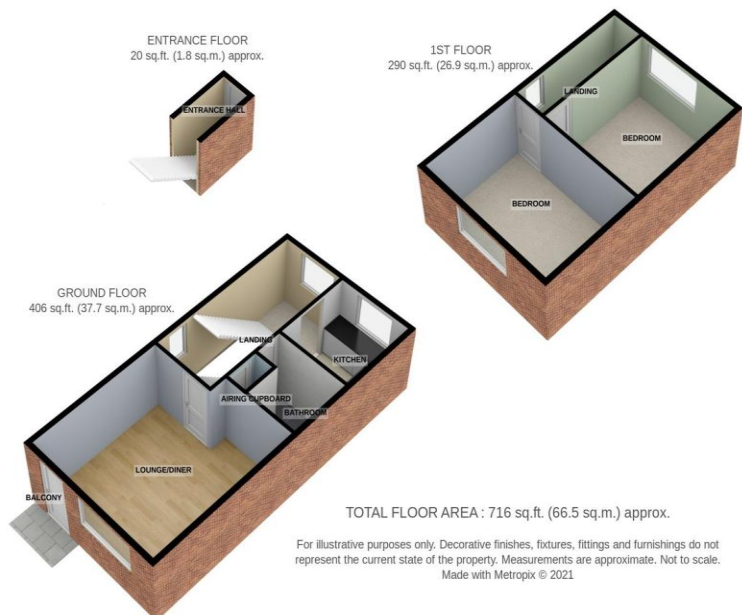 ENTRANCE FLOOR
20 sq.ft. (1.8 sq.m.) approx.
ENTRANCE HALL
1ST FLOOR
290 sq.ft. (26.9 sq.m.) approx.
LANDING
BEDROOM
BEDROOM
GROUND FLOOR
406 sq.ft. (37.7 sq.m.) approx.
LANDING
KITCHEN
AIRING CUPBOARD
BATHROOM
LOUNGE/DINER
BALCONY
TOTAL FLOOR AREA : 716 sq.ft. (66.5 sq.m.) approx.
For illustrative purposes only. Decorative finishes, fixtures, fittings and furnishings do not
represent the current state of the property. Measurements are approximate. Not to scale.
Made with Metropix © 2021